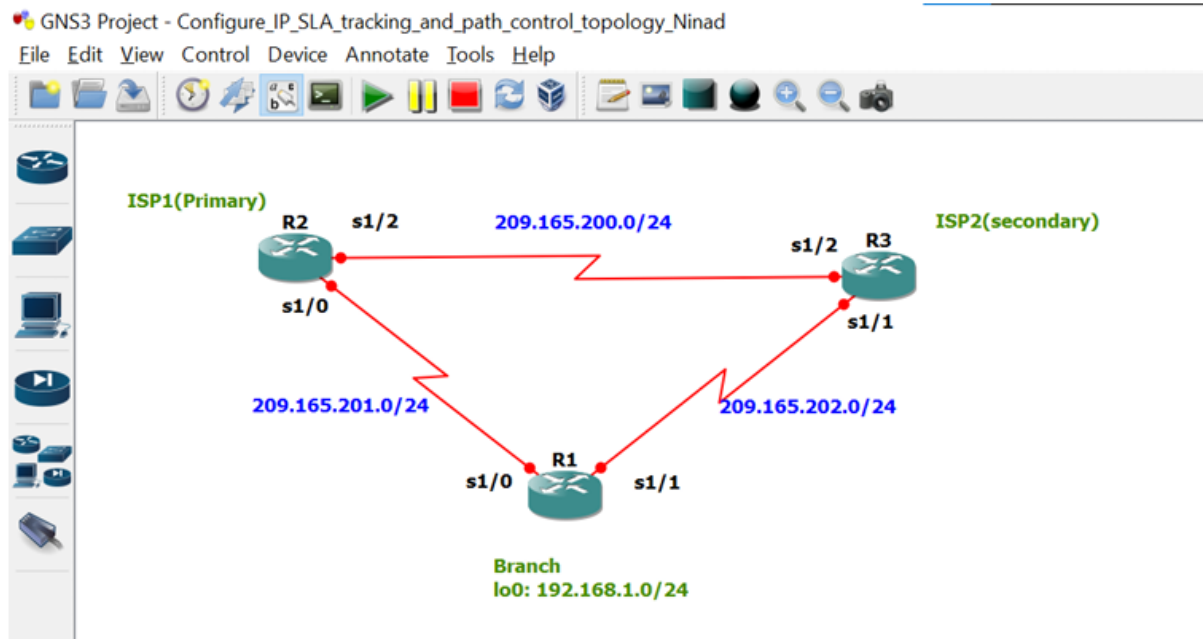 GNS3 Project - Configure_IP_SLA_tracking_and_path_control_topology_Ninad
File Edit View Control Device Annotate Tools Help
ISP1(Primary)
R2
s1/2
209.165.200.0/24
ISP2(secondary)
s1/2
R3
s1/0
s1/1
209.165.201.0/24
209.165.202.0/24
R1
s1/0
s1/1
Branch
lo0: 192.168.1.0/24